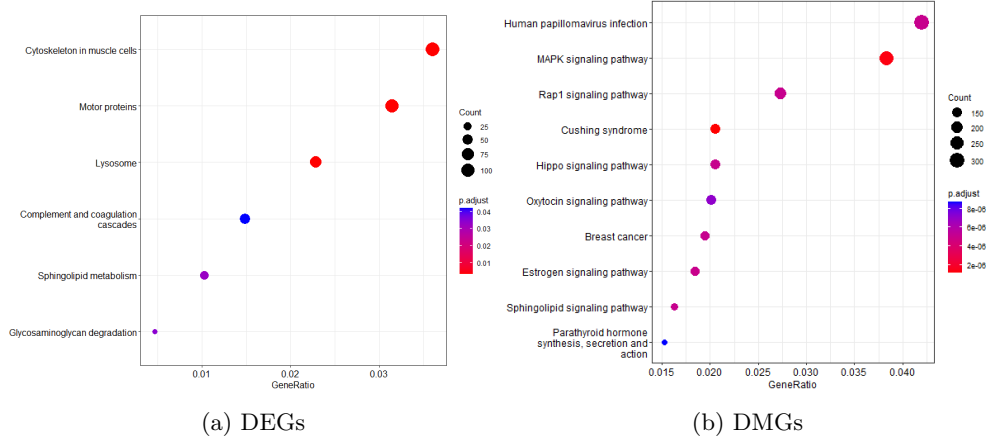 Cytoskeleton in muscle cells
Motor proteins
Lysosome
Complement and coagulation
cascades
Sphingolipid metabolism
Glycosaminoglycan degradation
0.01
0.02
0.03
GeneRatio
Count
25
50
75
100
p.adjust
0.04
0.03
0.02
0.01
(a) DEGs
Human papillomavirus infection
MAPK signaling pathway
Rap1 signaling pathway
Cushing syndrome
Hippo signaling pathway
Oxytocin signaling pathway
Breast cancer
Estrogen signaling pathway
Sphingolipid signaling pathway
Parathyroid hormone
synthesis, secretion and
action
0.015
0.020
0.025
0.030
0.035
0.040
GeneRatio
Count
150
200
250
300
p.adjust
8e-05
6e-05
4e-05
2e-05
(b) DMGs